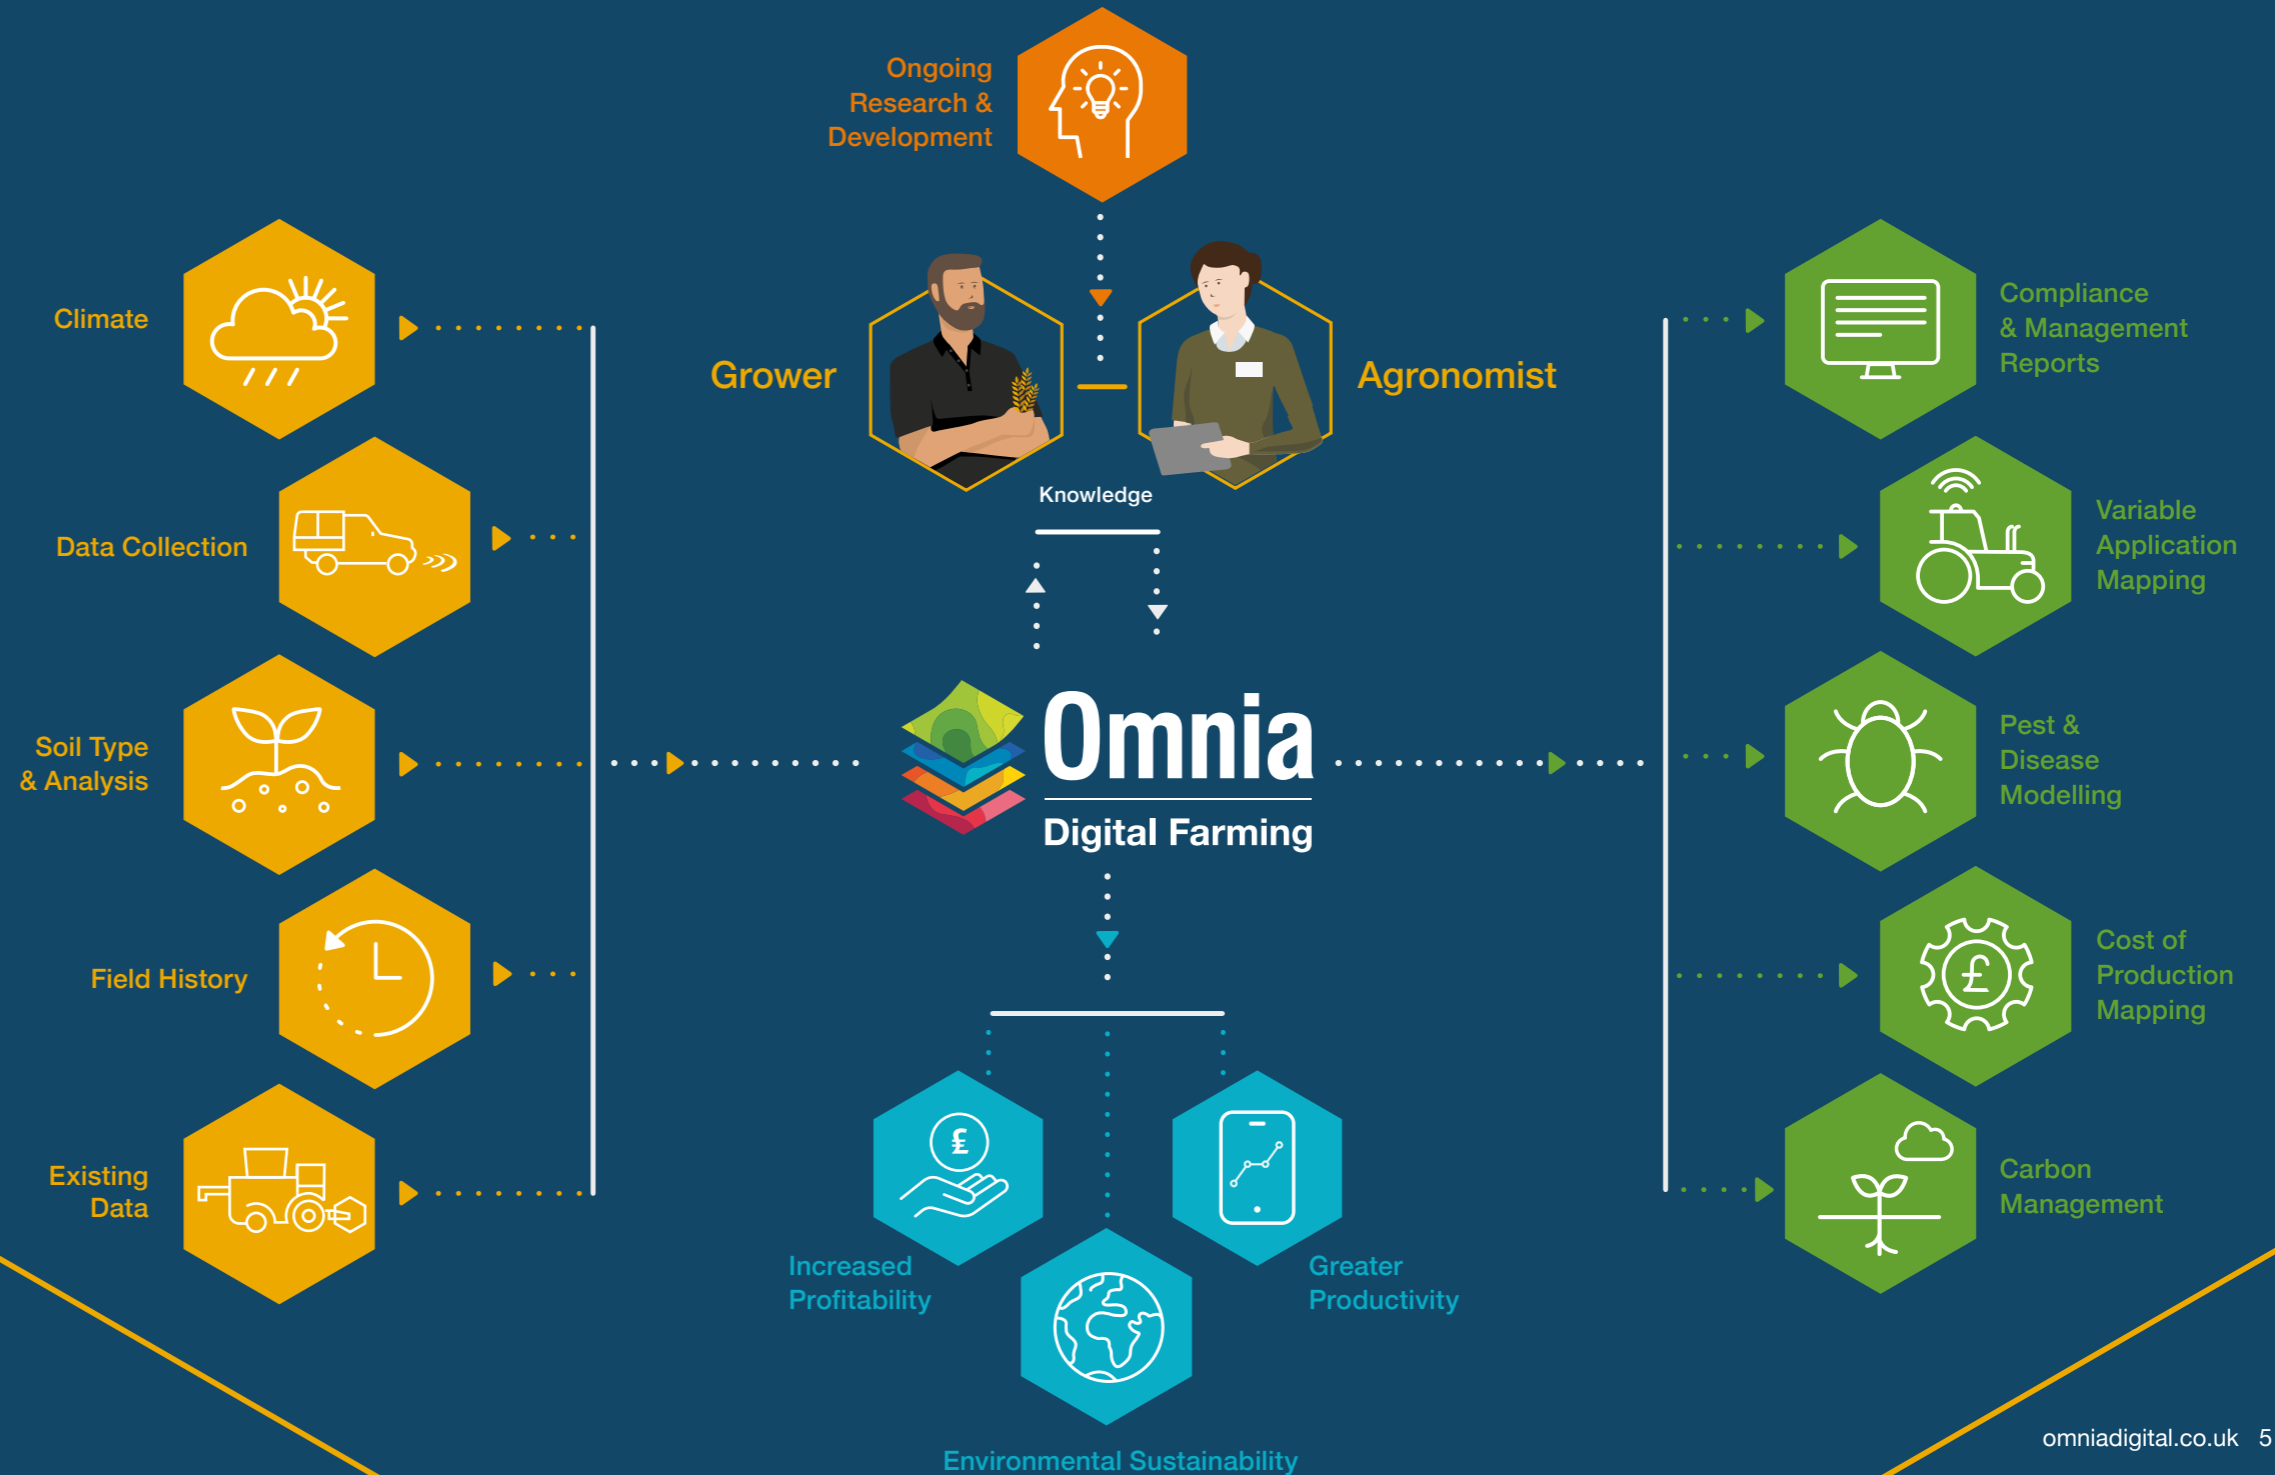 Ongoing
Research &
Development
Climate
Data Collection
Soil Type
& Analysis
Field History
Existing
Data
Grower
Agronomist
Knowledge
Omnia
Digital Farming
£
Increased
Profitability
Environmental Sustainability
Greater
Productivity
Compliance
& Management
Reports
Variable
Application
Mapping
Pest &
Disease
Modelling
£
Cost of
Production
Mapping
Carbon
Management
omniadigital.co.uk 5